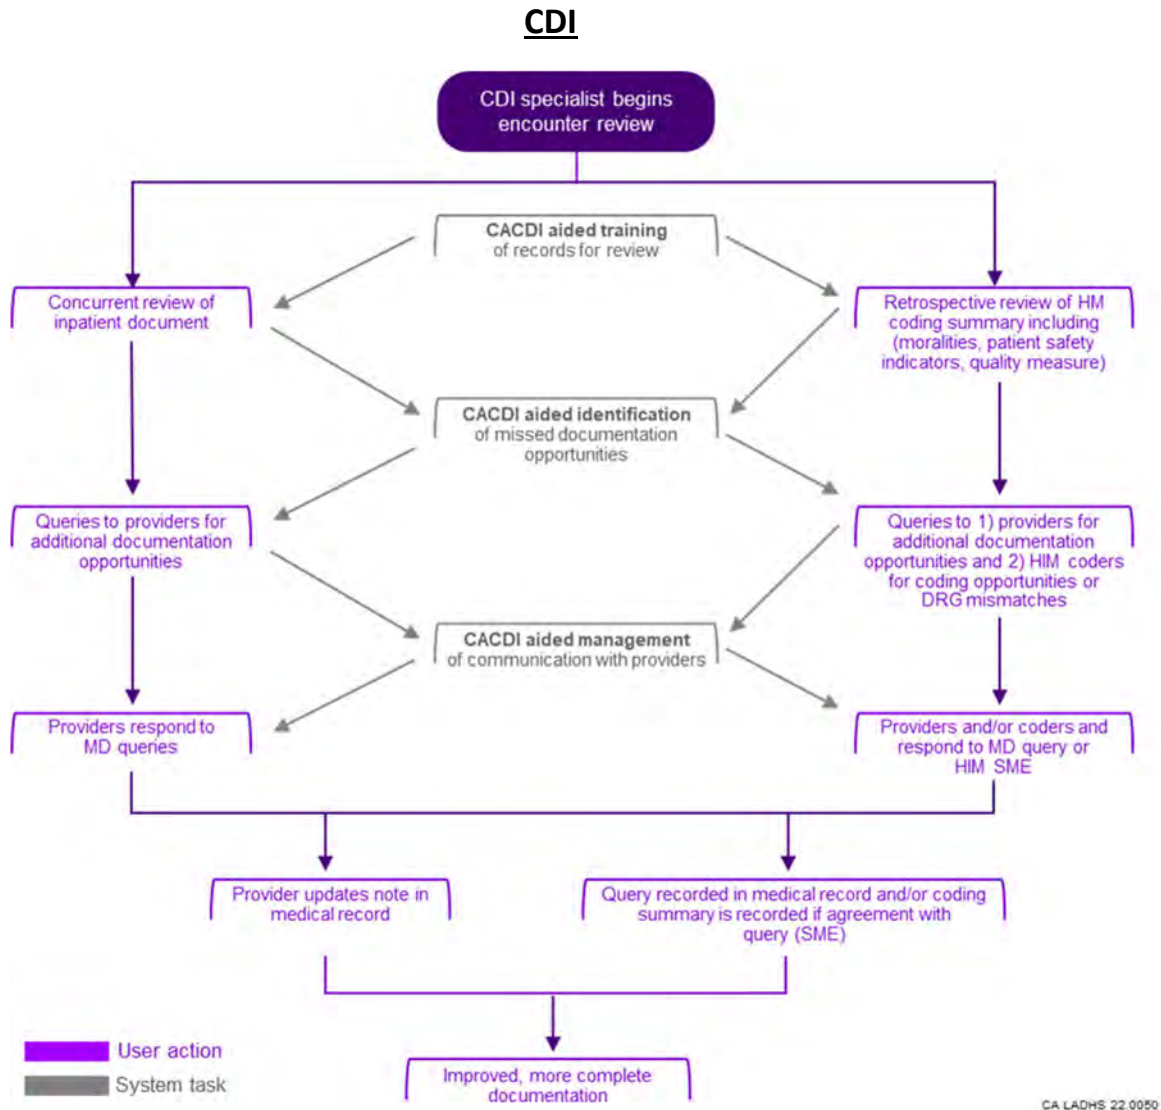 CDI
CDI specialist begins
encounter review
CACDI aided training
of records for review
Concurrent review of
inpatient document
Retrospective review of HM
coding summary including
(moralities, patient safety
indicators, quality measure)
CACDI aided identification
of missed documentation
opportunities
Queries to providers for
additional documentation
opportunities
Queries to 1) providers for
additional documentation
opportunities and 2) HIM coders
for coding opportunities or
DRG mismatches
CACDI aided management
of communication with providers
Providers respond to
MD queries
Providers and/or coders and
respond to MD query or
HIM SME
Provider updates note in
medical record
Query recorded in medical record and/or coding
summary is recorded if agreement with
query (SME)
User action
System task
Improved, more complete
documentation
CA LADHS 22.0050